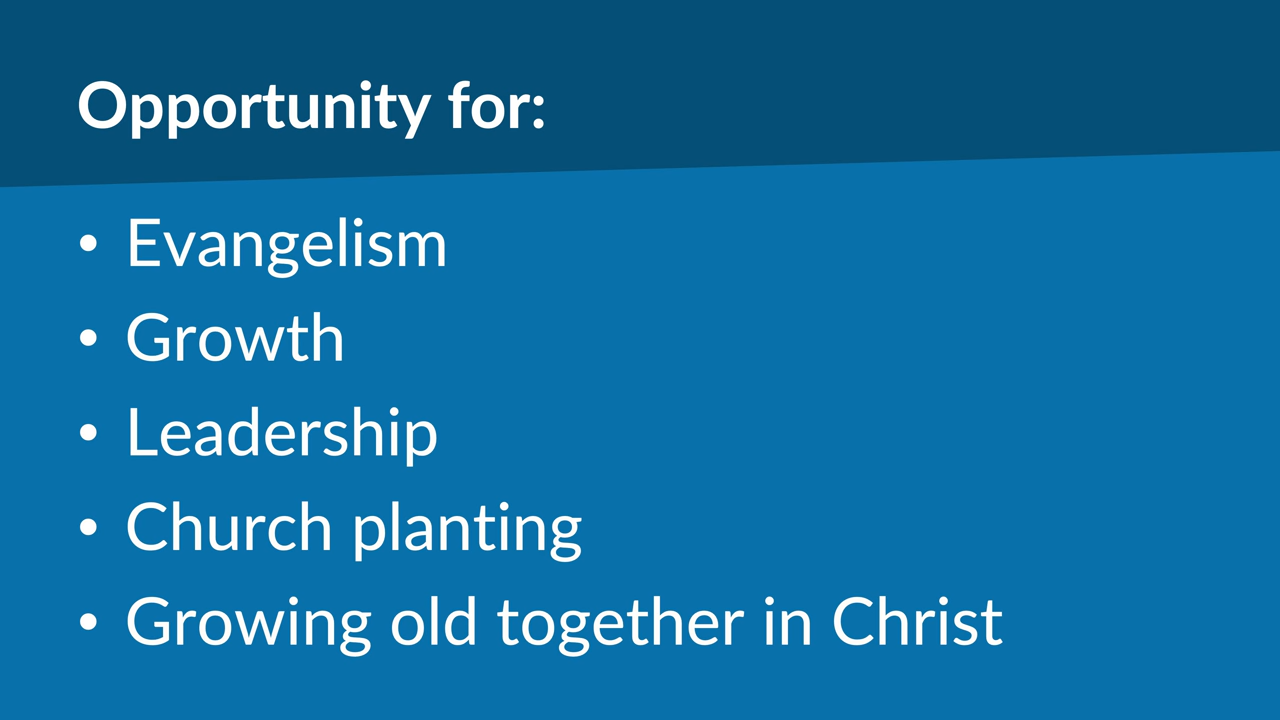 Opportunity for:
• Evangelism
• Growth
• Leadership
• Church planting
• Growing old together in Christ